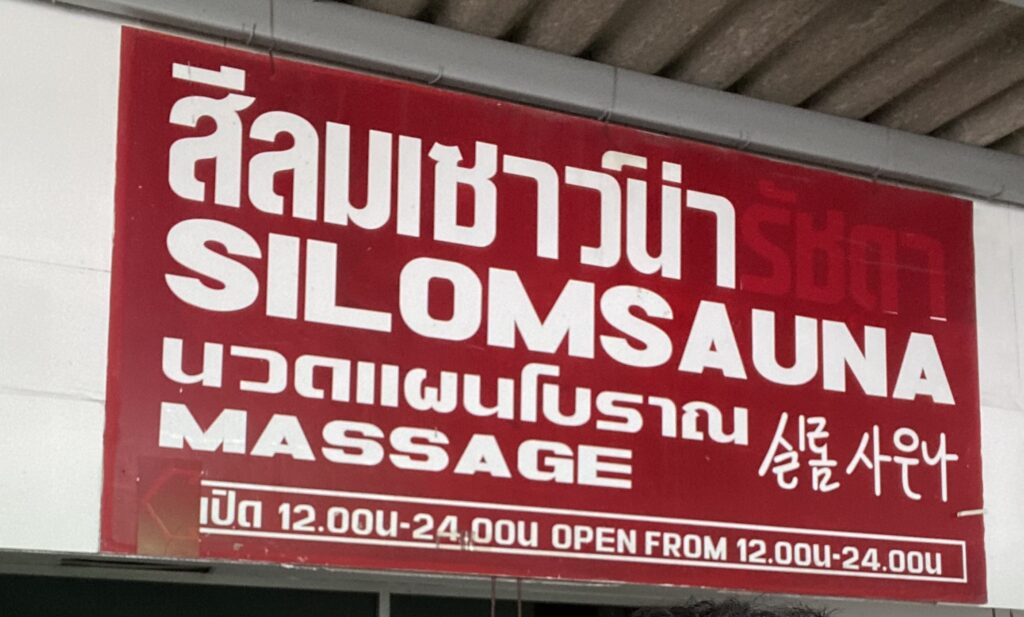 สีลมเซาว์น่า รัชดา
SILOMSAUNA
นวดแผนโบราณ
MASSAGE
실롬 사운나
เปิด 12.00น-24.00น OPEN FROM 12.00น-24.00น